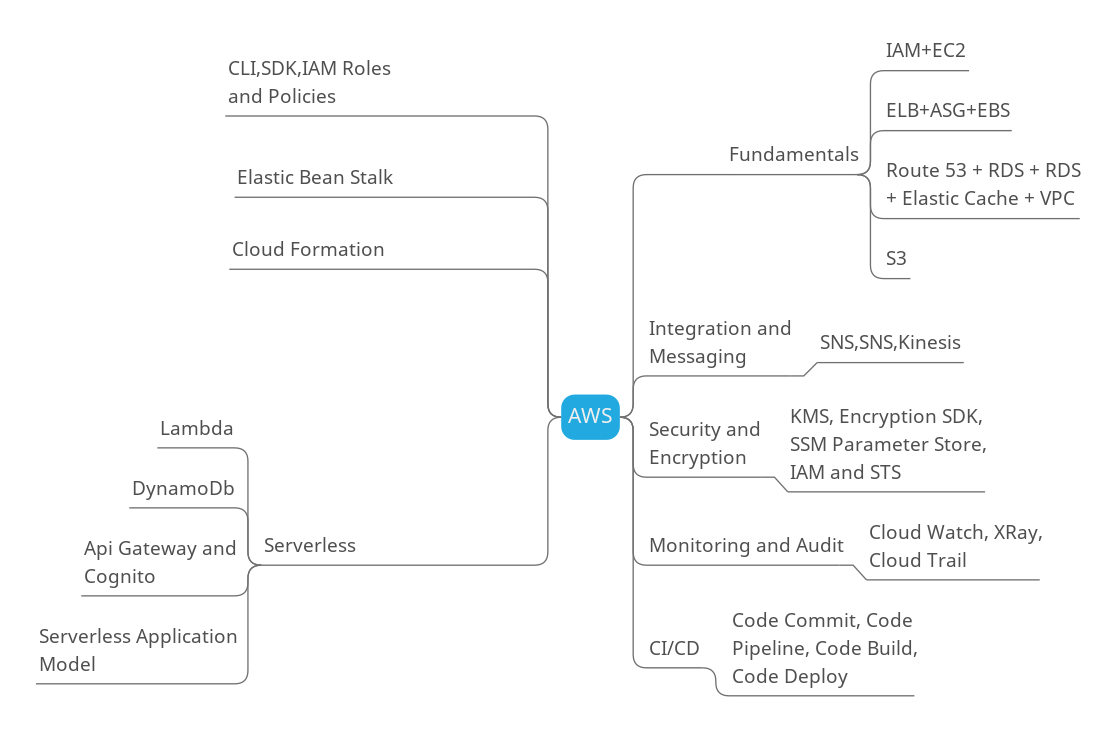 CLI,SDK,IAM Roles
and Policies
Elastic Bean Stalk
Cloud Formation
Lambda
DynamoDb
Api Gateway and
Cognito
Serverless Application
Model
Serverless
AWS
Fundamentals
IAM+EC2
ELB+ASG+EBS
Route 53 + RDS + RDS
+ Elastic Cache + VPC
S3
Integration and
Messaging
SNS,SNS,Kinesis
Security and
Encryption
KMS, Encryption SDK,
SSM Parameter Store,
IAM and STS
Monitoring and Audit
Cloud Watch, XRay,
Cloud Trail
CI/CD
Code Commit, Code
Pipeline, Code Build,
Code Deploy